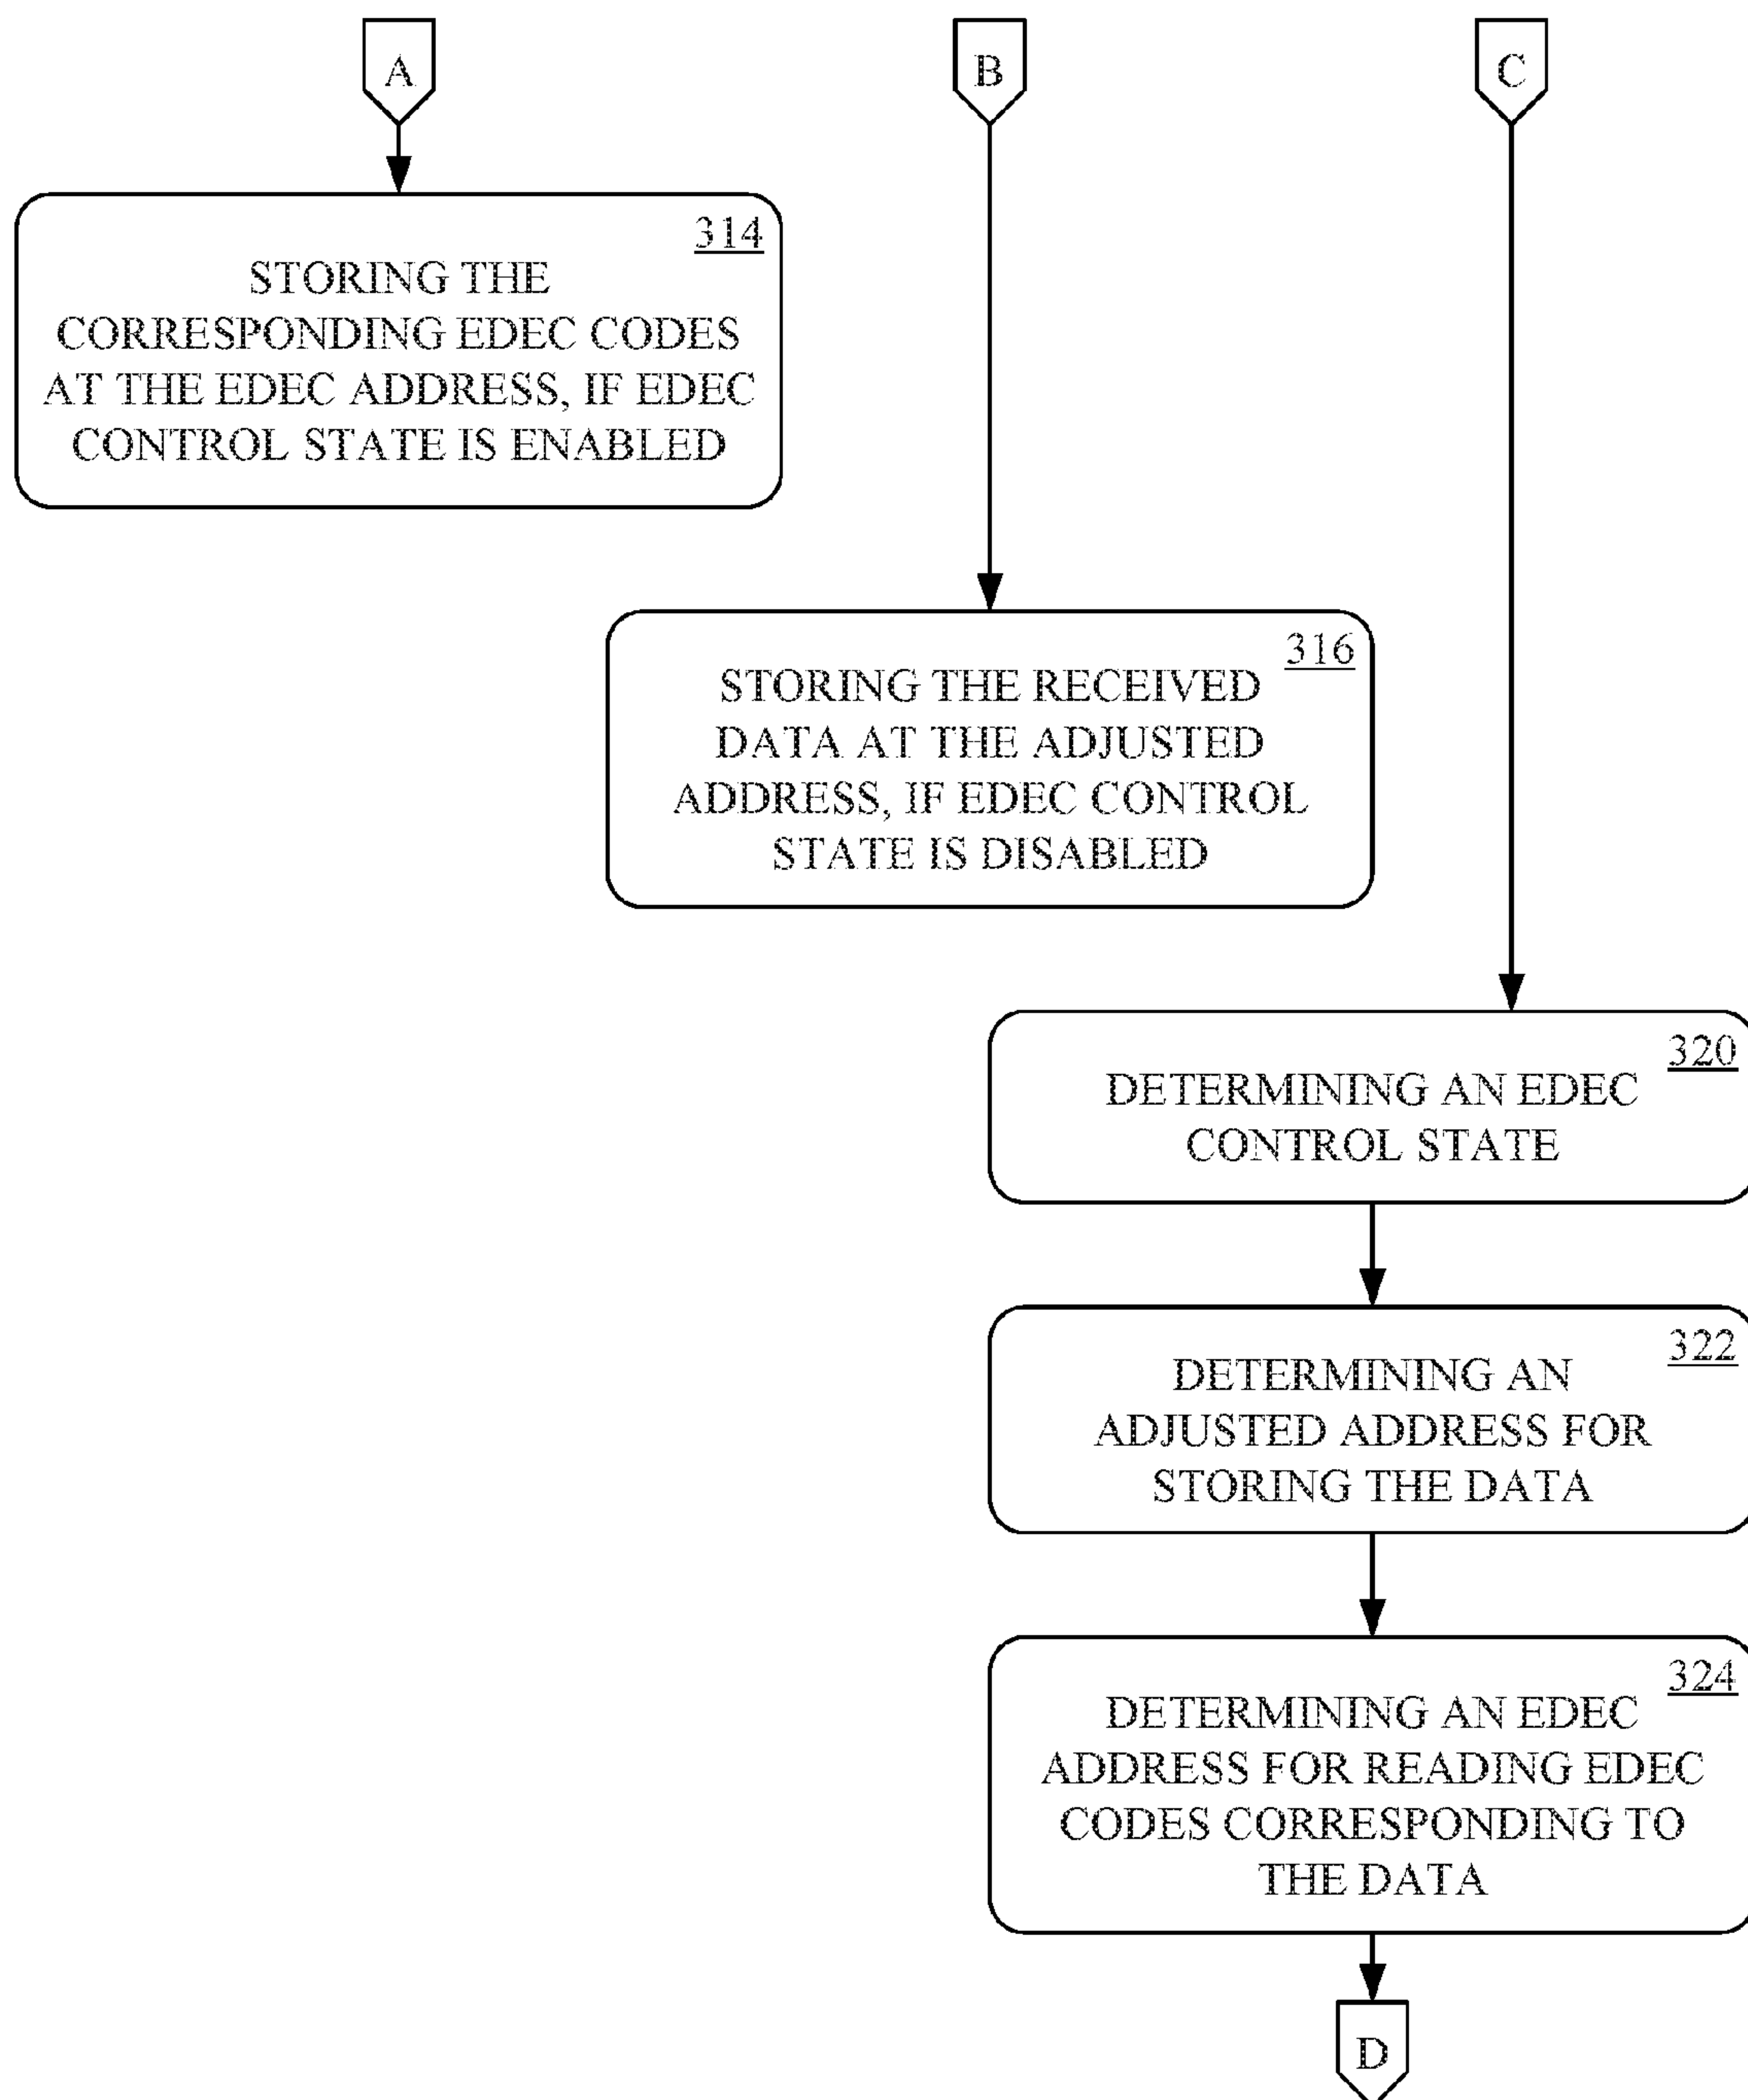 A
B
C
314
STORING THE
CORRESPONDING EDEC CODES
AT THE EDEC ADDRESS, IF EDEC
CONTROL STATE IS ENABLED
316
STORING THE RECEIVED
DATA AT THE ADJUSTED
ADDRESS, IF EDEC CONTROL
STATE IS DISABLED
320
DETERMINING AN EDEC
CONTROL STATE
322
DETERMINING AN
ADJUSTED ADDRESS FOR
STORING THE DATA
324
DETERMINING AN EDEC
ADDRESS FOR READING EDEC
CODES CORRESPONDING TO
THE DATA
D